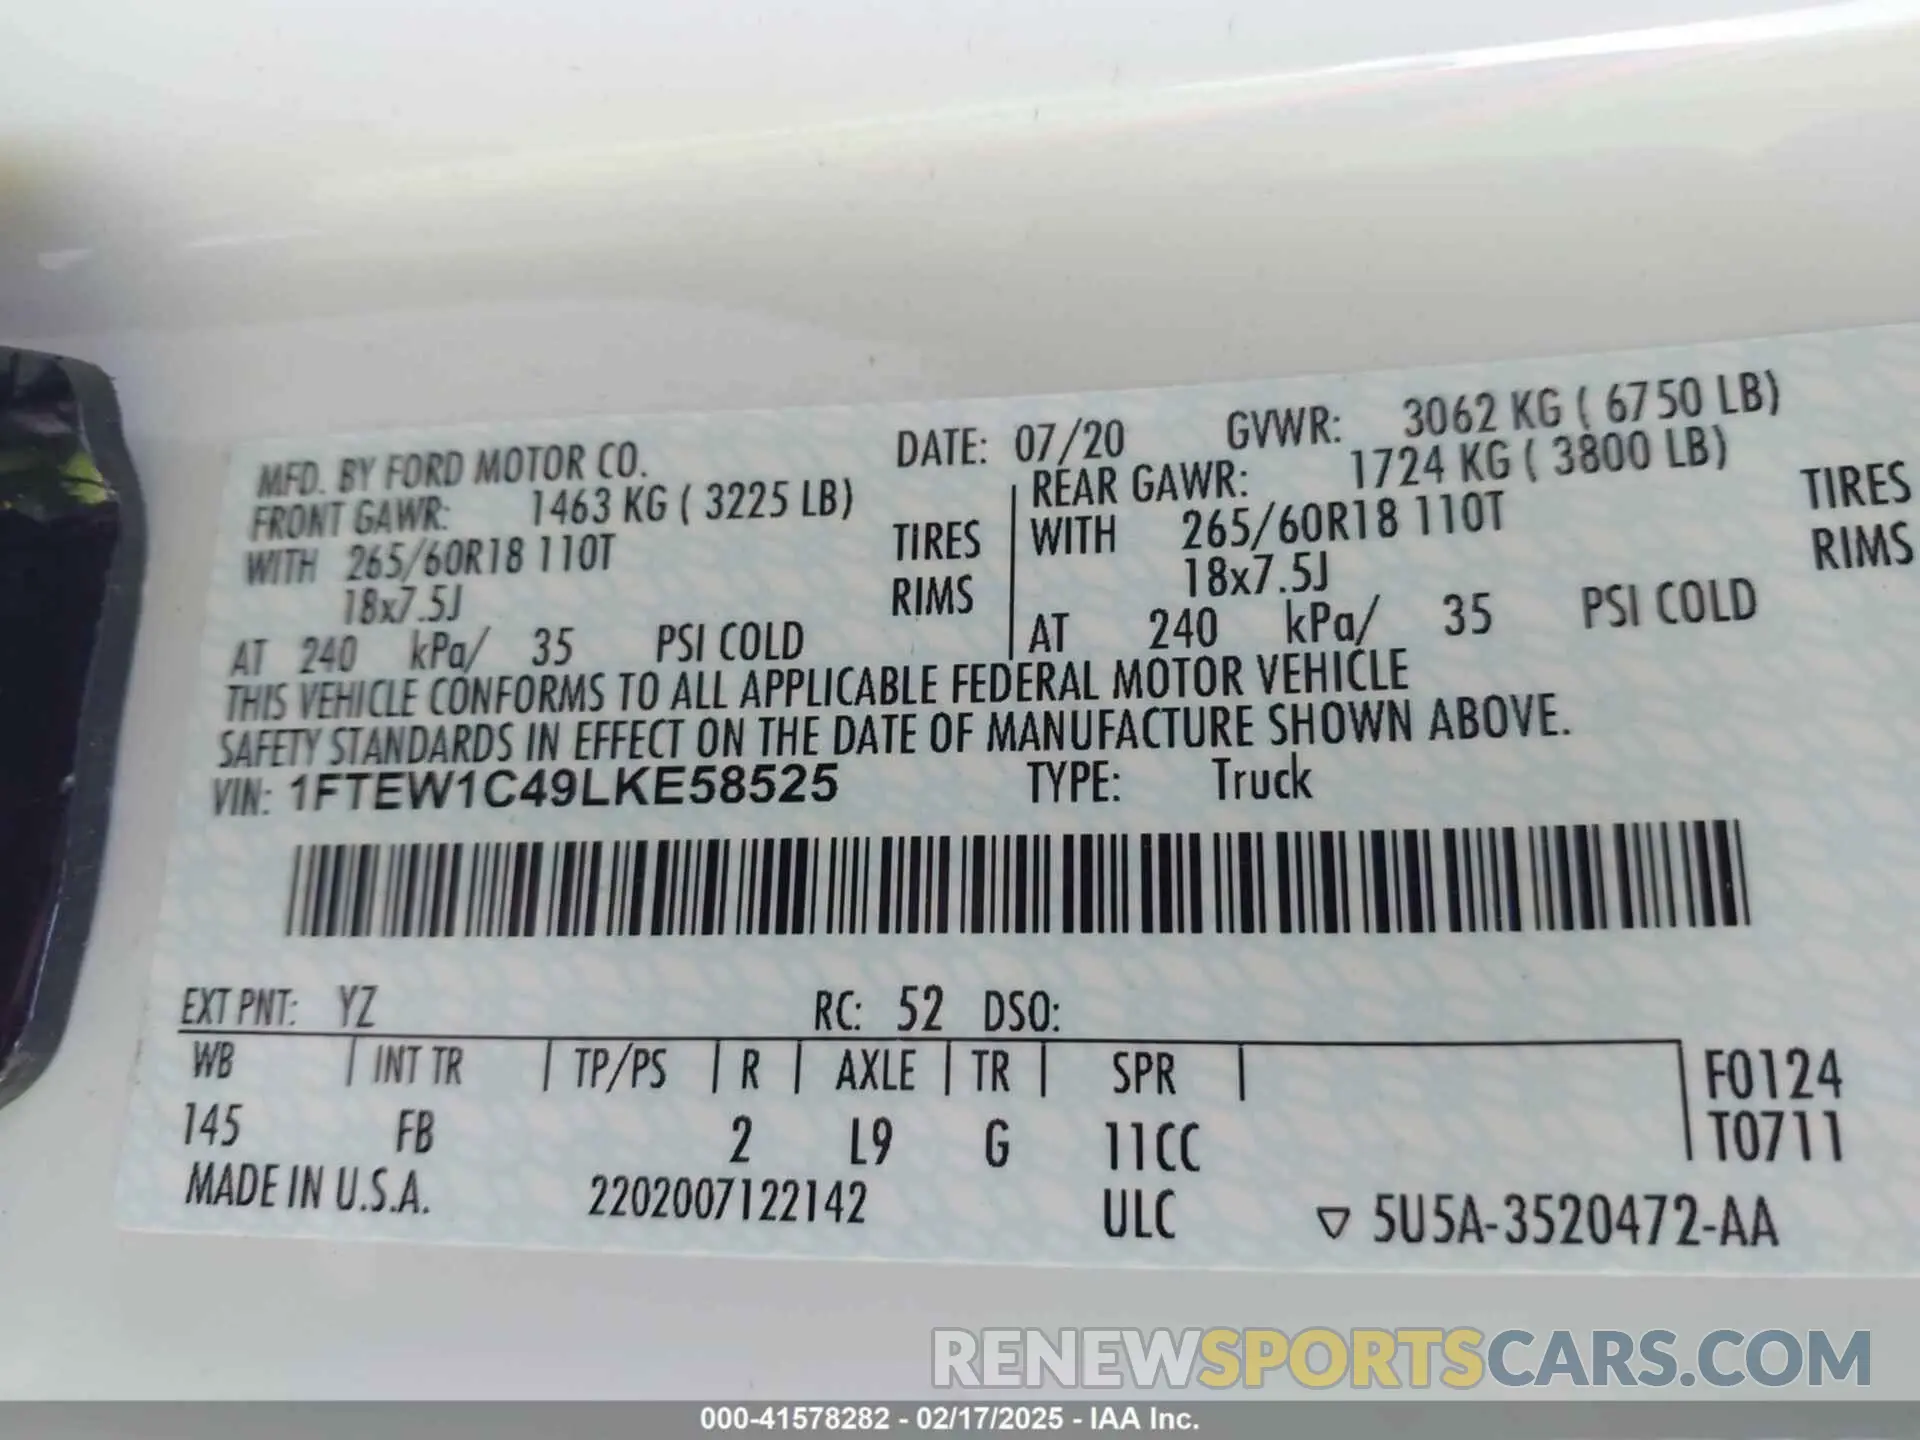 MFD. BY FORD MOTOR CO. DATE: 07/20 GVWR: 3062 KG ( 6750 LB)
FRONT GAWR: 1463 KG ( 3225 LB) REAR GAWR: 1724 KG ( 3800 LB)
WITH 265/60R18 110T TIRES WITH 265/60R18 110T TIRES
18x7.5J RIMS 18x7.5J RIMS
AT 240 kPa/ 35 PSI COLD AT 240 kPa/ 35 PSI COLD
THIS VEHICLE CONFORMS TO ALL APPLICABLE FEDERAL MOTOR VEHICLE
SAFETY STANDARDS IN EFFECT ON THE DATE OF MANUFACTURE SHOWN ABOVE.
VIN: 1FTEW1C49LKE58525 TYPE: Truck
EXT PNT: YZ RC: 52 DSO:
WB INT TR TP/PS R AXLE TR SPR F0124
145 FB 2 L9 G 11CC T0711
MADE IN U.S.A. 2202007122142 ULC ▽ 5U5A-3520472-AA
RENEWSPORTSCARS.COM
000-41578282 - 02/17/2025 - IAA Inc.